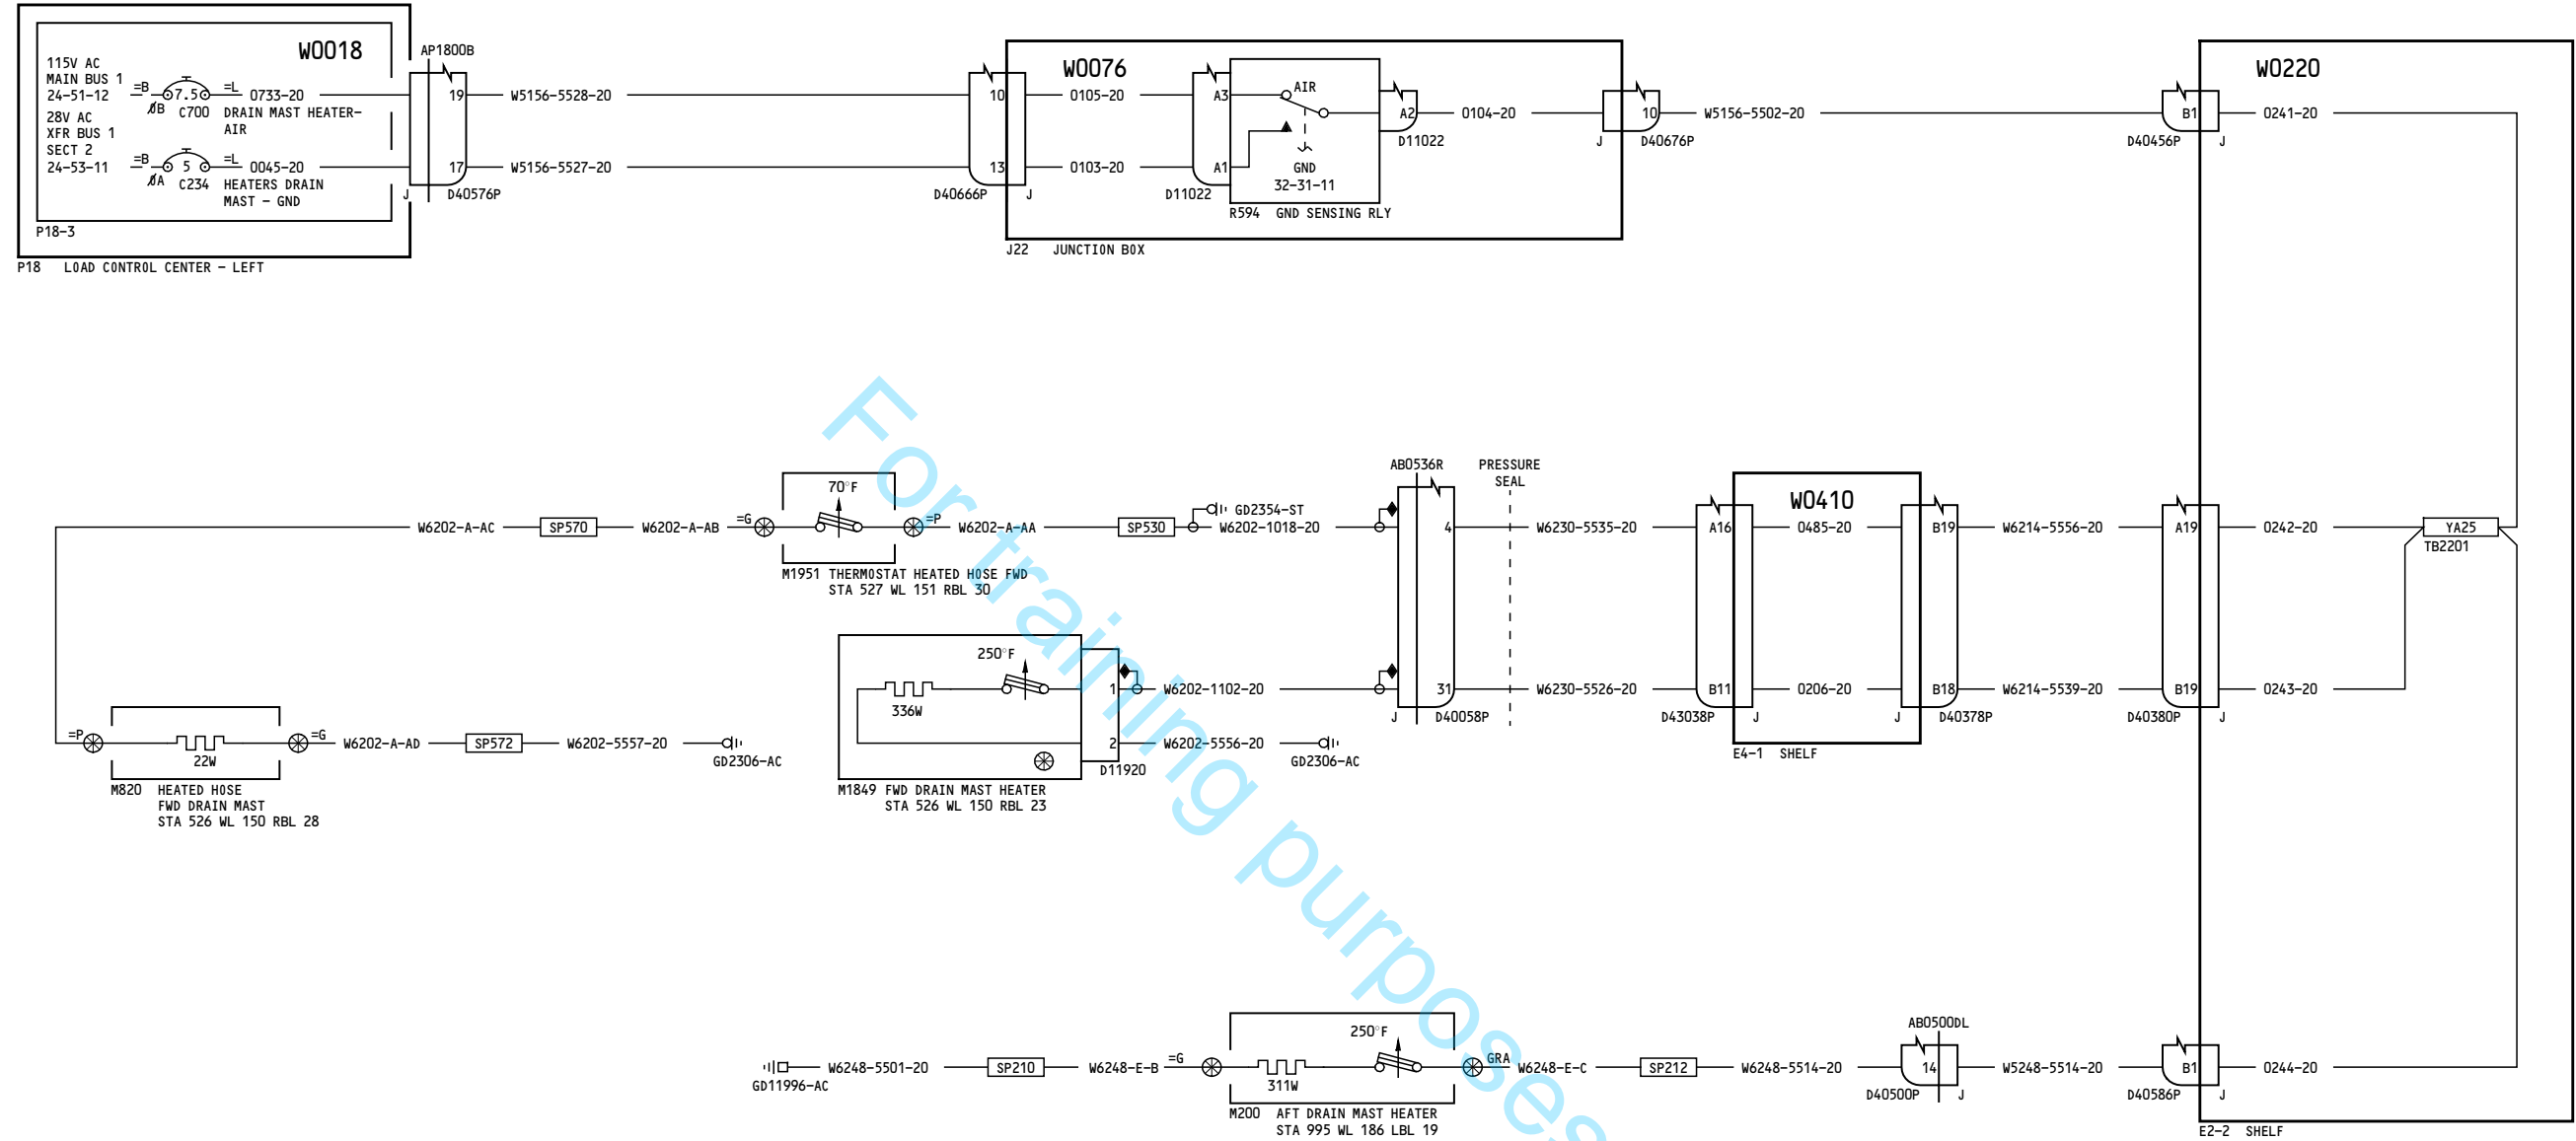 W0018
AP1800B
115V AC
MAIN BUS 1
24-51-12
=B
7.5
=L
0733-20
ØB
C700
DRAIN MAST HEATER-
AIR
28V AC
XFR BUS 1
SECT 2
24-53-11
=B
5
=L
0045-20
ØA
C234
HEATERS DRAIN
MAST - GND
P18-3
P18 LOAD CONTROL CENTER - LEFT
19
17
J
D40576P
W5156-5528-20
W5156-5527-20
W0076
10
13
D40666P
J
0105-20
0103-20
A3
A1
D11022
AIR
GND
32-31-11
R594 GND SENSING RLY
A2
D11022
0104-20
J22 JUNCTION BOX
J
10
D40676P
W5156-5502-20
W0220
B1
D40456P
J
0241-20
AB0536R
PRESSURE
SEAL
W6202-A-AC
SP570
W6202-A-AB
=G
70°F
=P
W6202-A-AA
SP530
GD2354-ST
W6202-1018-20
4
W6230-5535-20
W0410
A16
0485-20
B19
W6214-5556-20
A19
0242-20
YA25
TB2201
M1951 THERMOSTAT HEATED HOSE FWD
STA 527 WL 151 RBL 30
250°F
336W
1
W6202-1102-20
31
W6230-5526-20
B11
0206-20
B18
W6214-5539-20
B19
0243-20
J
D40058P
D43038P
J
J
D40378P
D40380P
J
E4-1 SHELF
2
W6202-5556-20
GD2306-AC
D11920
M1849 FWD DRAIN MAST HEATER
STA 526 WL 150 RBL 23
=P
22W
=G
W6202-A-AD
SP572
W6202-5557-20
GD2306-AC
M820 HEATED HOSE
FWD DRAIN MAST
STA 526 WL 150 RBL 28
GD11996-AC
W6248-5501-20
SP210
W6248-E-B
=G
311W
250°F
GRA
W6248-E-C
SP212
W6248-5514-20
AB0500DL
14
D40500P
J
W5248-5514-20
B1
D40586P
J
0244-20
M200 AFT DRAIN MAST HEATER
STA 995 WL 186 LBL 19
E2-2 SHELF
For training purposes